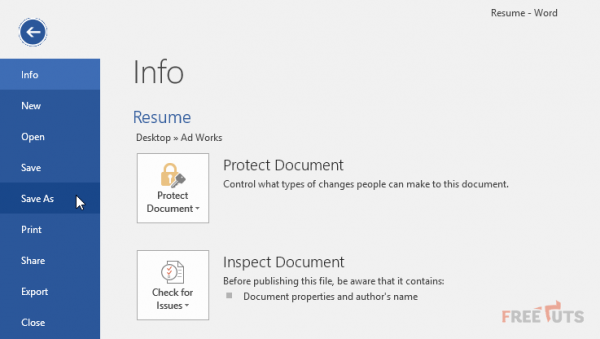 Resume - Word
Info
New
Open
Save
Save As
Print
Share
Export
Close
Info
Resume
Desktop » Ad Works
Protect
Document
Protect Document
Control what types of changes people can make to this document.
Check for
Issues
Inspect Document
Before publishing this file, be aware that it contains:
Document properties and author's name
FREETUTS